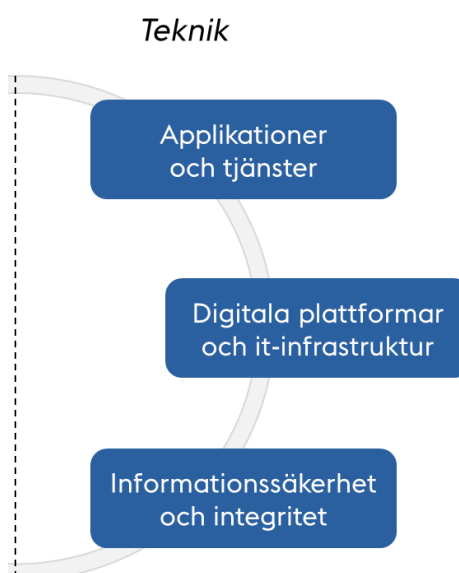 Teknik
Applikationer
och tjänster
Digitala plattformar
och it-infrastruktur
Informationssäkerhet
och integritet